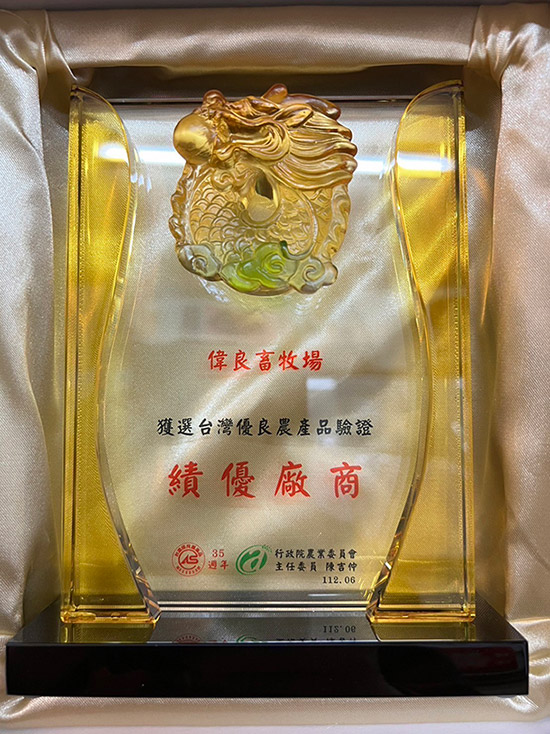 偉良畜牧場
獲選台灣優良農產品驗證
績優廠商
35
週年
行政院農業委員會
主任委員 陳吉仲
112.06